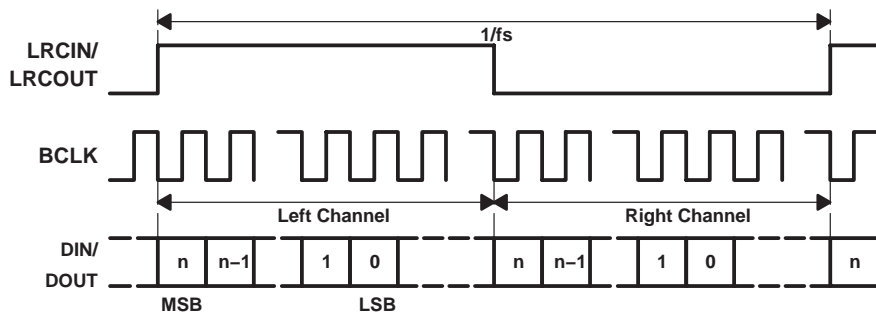 1/fs
LRCIN/
LRCOUT
BCLK
Left Channel
Right Channel
DIN/
DOUT
n n−1 1 0 n n−1 1 0 n
MSB LSB